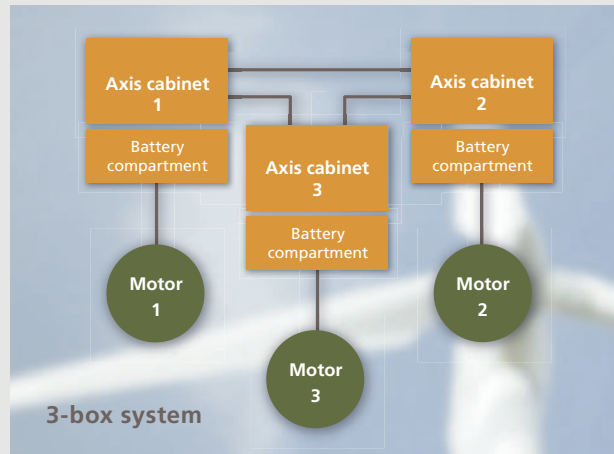 Axis cabinet
1
Battery
compartment
Axis cabinet
2
Battery
compartment
Axis cabinet
3
Battery
compartment
Motor
1
Motor
2
Motor
3
3-box system